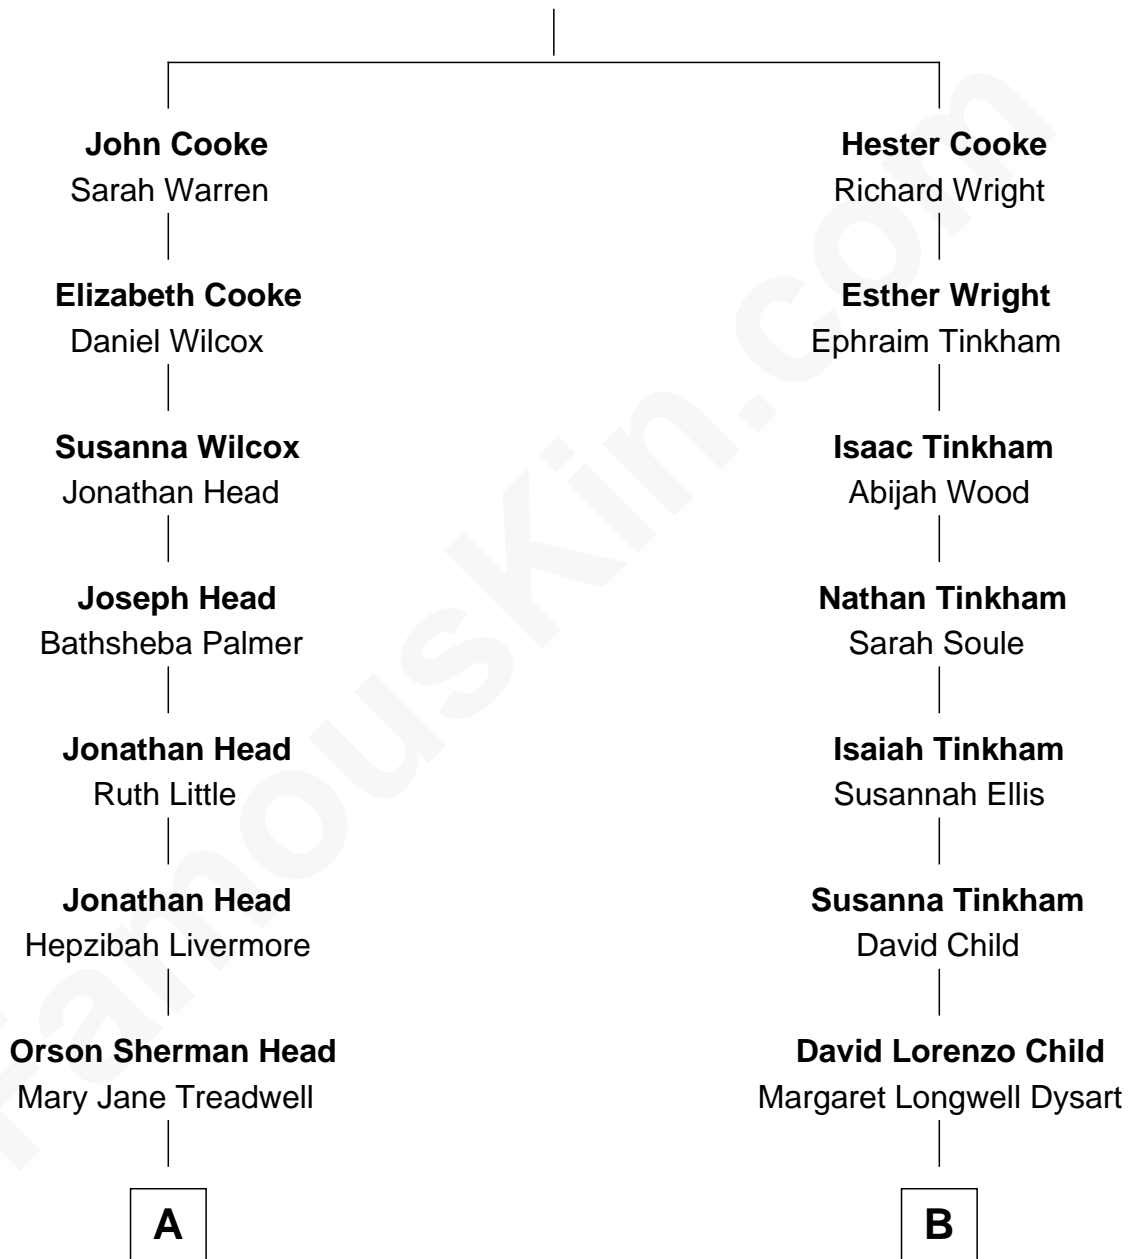 John Cooke
Sarah Warren
Hester Cooke
Richard Wright
Elizabeth Cooke
Daniel Wilcox
Esther Wright
Ephraim Tinkham
Susanna Wilcox
Jonathan Head
Isaac Tinkham
Abijah Wood
Joseph Head
Bathsheba Palmer
Nathan Tinkham
Sarah Soule
Jonathan Head
Ruth Little
Isaiah Tinkham
Susannah Ellis
Jonathan Head
Hepzibah Livermore
Susanna Tinkham
David Child
Orson Sherman Head
Mary Jane Treadwell
David Lorenzo Child
Margaret Longwell Dysart
A
B
FamousKin.com